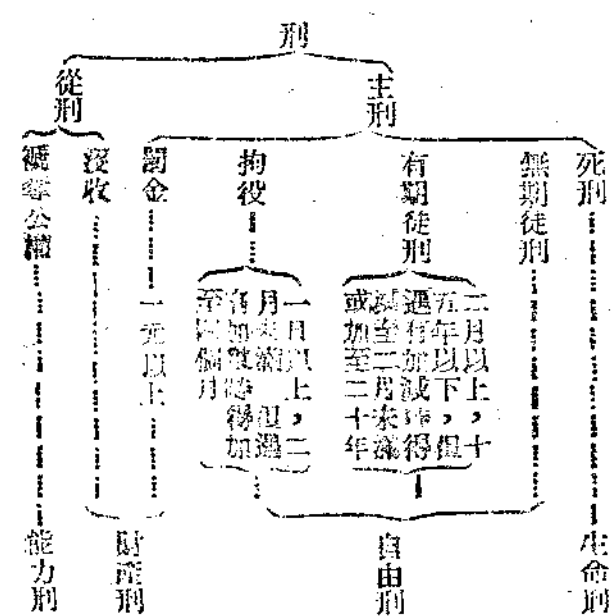 刑
主刑
從刑
死刑
無期徒刑
有期徒刑
拘役
罰金
沒收
褫奪公權
二月以上，十
五年以下，但
遇有加減時得
減至二月未滿
或加至二十年
一日以上，二
月未滿 但遇
有加重時得加
至四個月
一元以上
生命刑
自由刑
財產刑
能力刑